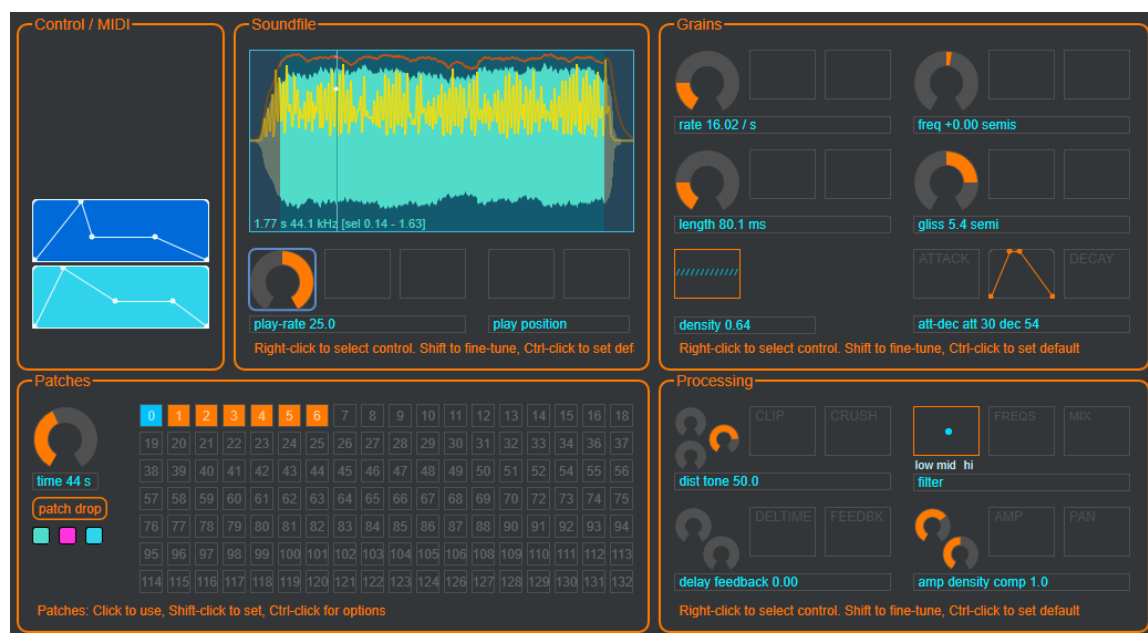 Control / MIDI
Soundfile
1.77 s 44.1 kHz [sel 0.14 - 1.63]
play-rate 25.0
play position
Right-click to select control. Shift to fine-tune, Ctrl-click to set def
Grains
rate 16.02 / s
freq +0.00 semis
length 80.1 ms
gliss 5.4 semi
ATTACK
DECAY
density 0.64
att-dec att 30 dec 54
Right-click to select control. Shift to fine-tune, Ctrl-click to set default
Patches
time 44 s
patch drop
0 1 2 3 4 5 6 7 8 9 10 11 12 13 14 15 16 18
19 20 21 22 23 24 25 26 27 28 29 30 31 32 33 34 35 36 37
38 39 40 41 42 43 44 45 46 47 48 49 50 51 52 53 54 55 56
57 58 59 60 61 62 63 64 65 66 67 68 69 70 71 72 73 74 75
76 77 78 79 80 81 82 83 84 85 86 87 88 89 90 91 92 93 94
95 96 97 98 99 100 101 102 103 104 105 106 107 108 109 110 111 112 113
114 115 116 117 118 119 120 121 122 123 124 125 126 127 128 129 130 131 132
Patches: Click to use, Shift-click to set, Ctrl-click for options
Processing
CLIP
CRUSH
FREQS
MIX
low mid hi
dist tone 50.0
filter
DELTIME
FEEDBK
AMP
PAN
delay feedback 0.00
amp density comp 1.0
Right-click to select control. Shift to fine-tune, Ctrl-click to set default